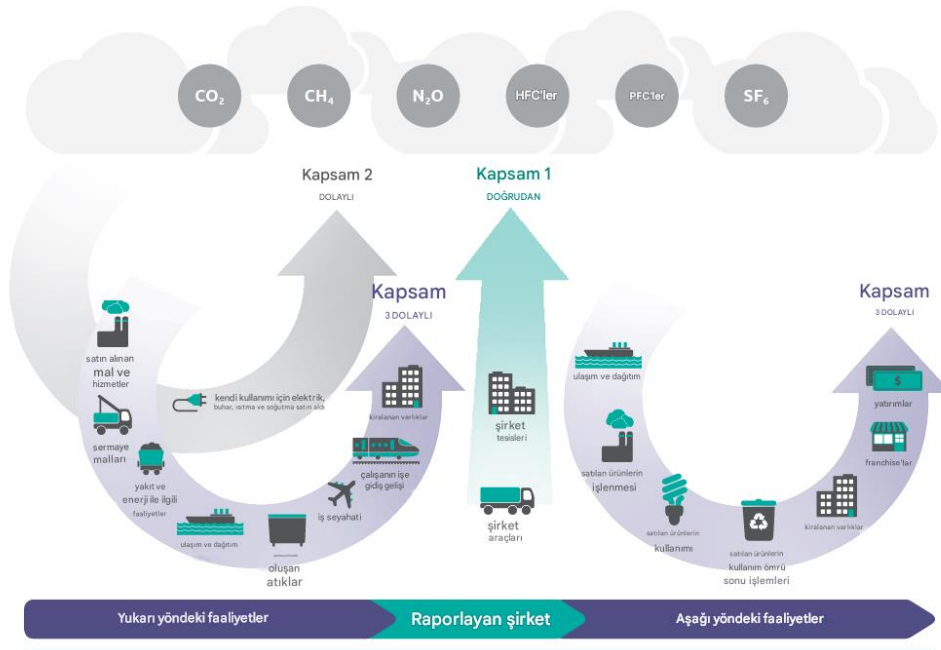 CO₂
CH₄
N₂O
HFC'ler
PFC'ler
SF₆
Kapsam 2
DOLAYLI
Kapsam 1
DOĞRUDAN
Kapsam
3 DOLAYLI
Kapsam
3 DOLAYLI
satın alınan
mal ve
hizmetler
sermaye
malları
yakıt ve
enerji ile ilgili
faaliyetler
ulaşım ve dağıtım
oluşan
atıklar
iş seyahati
çalışanın işe
gidiş gelişi
kiralanan varlıklar
kendi kullanımı için elektrik,
buhar, ısıtma ve soğutma satın aldı
şirket
tesisleri
şirket
araçları
ulaşım ve dağıtım
satılan ürünlerin
işlenmesi
satılan ürünlerin
kullanımı
satılan ürünlerin
kullanım ömrü
sonu işlemleri
kiralanan varlıklar
franchise'lar
$
yatırımlar
Yukarı yöndeki faaliyetler
Raporlayan şirket
Aşağı yöndeki faaliyetler